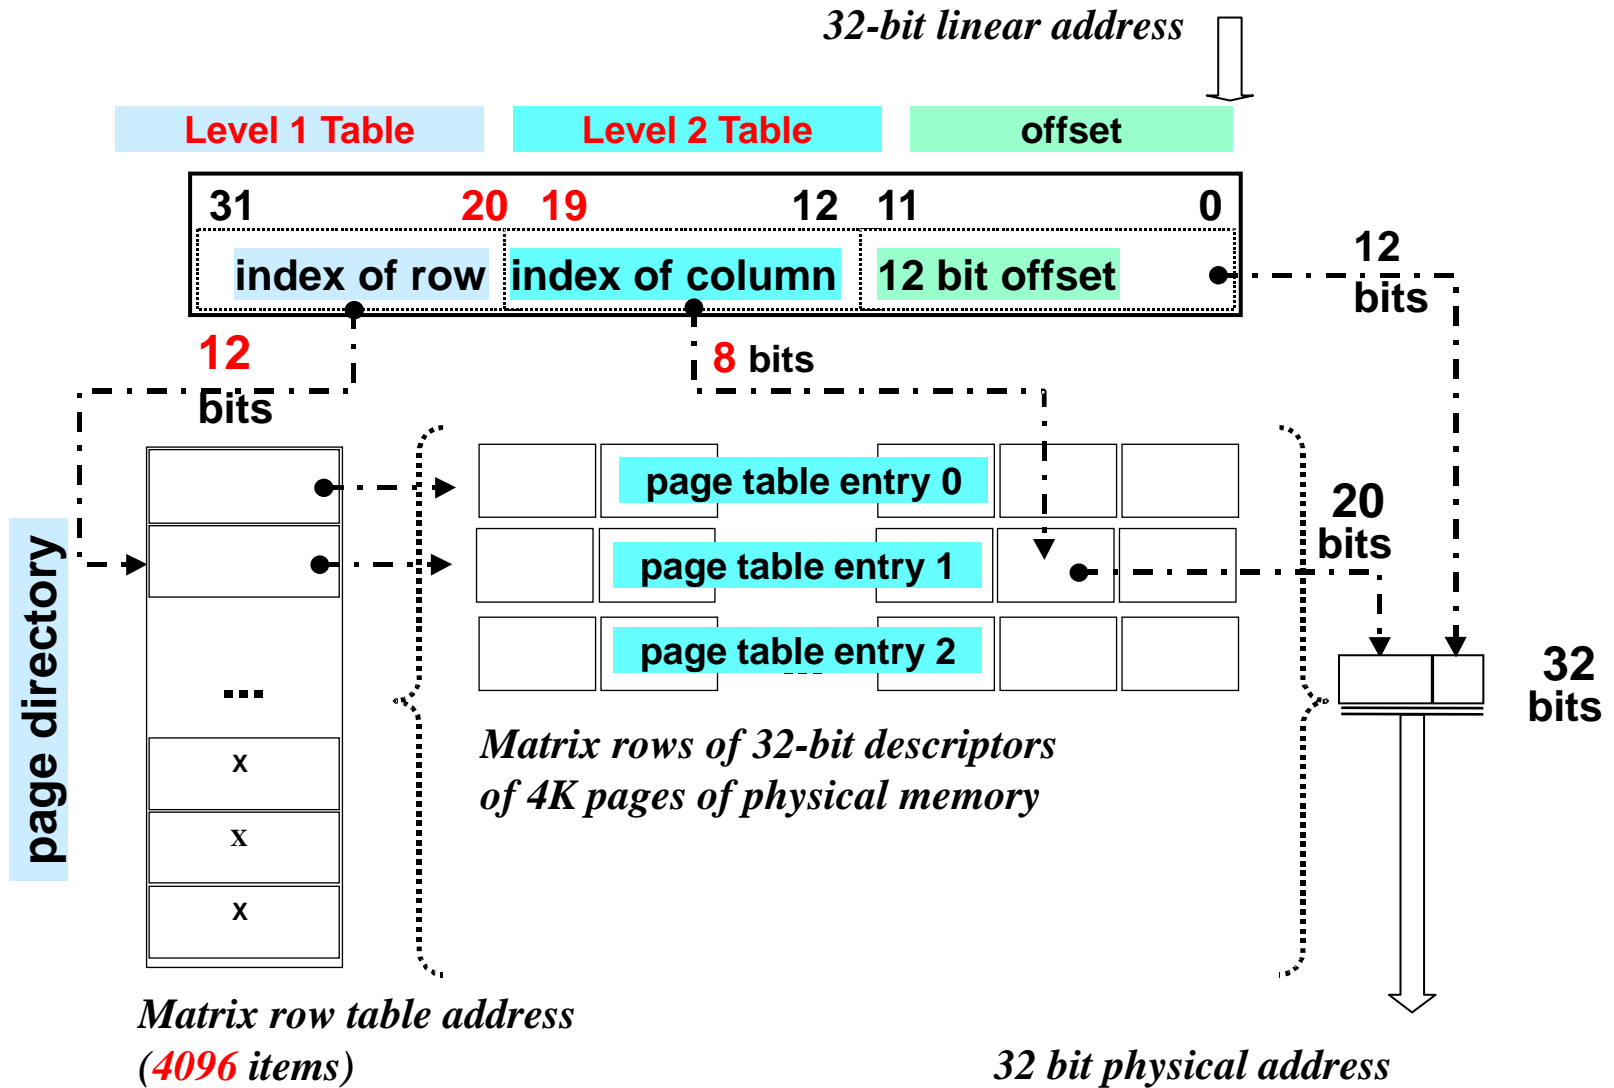 32-bit linear address
Level 1 Table
Level 2 Table
offset
31
20
19
12
11
0
index of row
index of column
12 bit offset
12
bits
12
bits
8 bits
page directory
page table entry 0
page table entry 1
page table entry 2
20
bits
32
bits
...
...
x
x
x
Matrix rows of 32-bit descriptors
of 4K pages of physical memory
Matrix row table address
(4096 items)
32 bit physical address